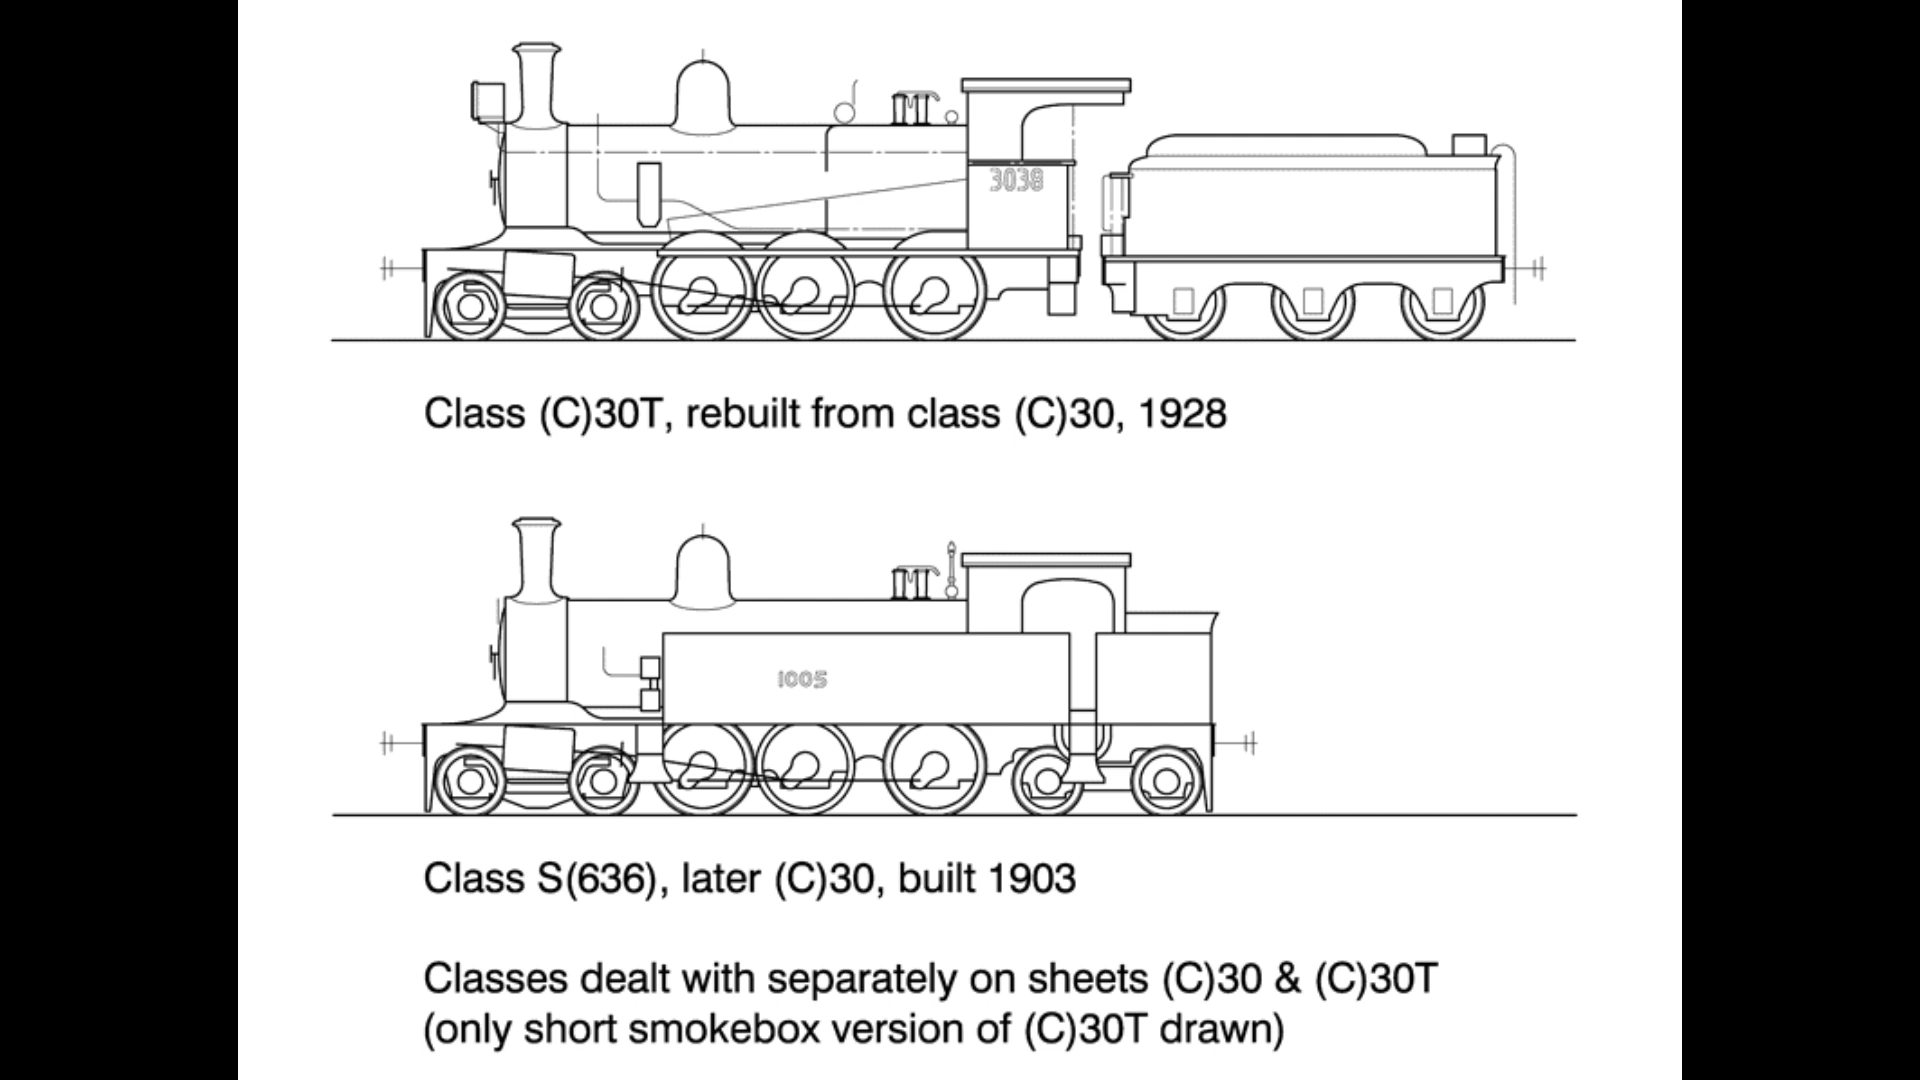 3038
Class (C)30T, rebuilt from class (C)30, 1928
1005
Class S(636), later (C)30, built 1903
Classes dealt with separately on sheets (C)30 & (C)30T
(only short smokebox version of (C)30T drawn)